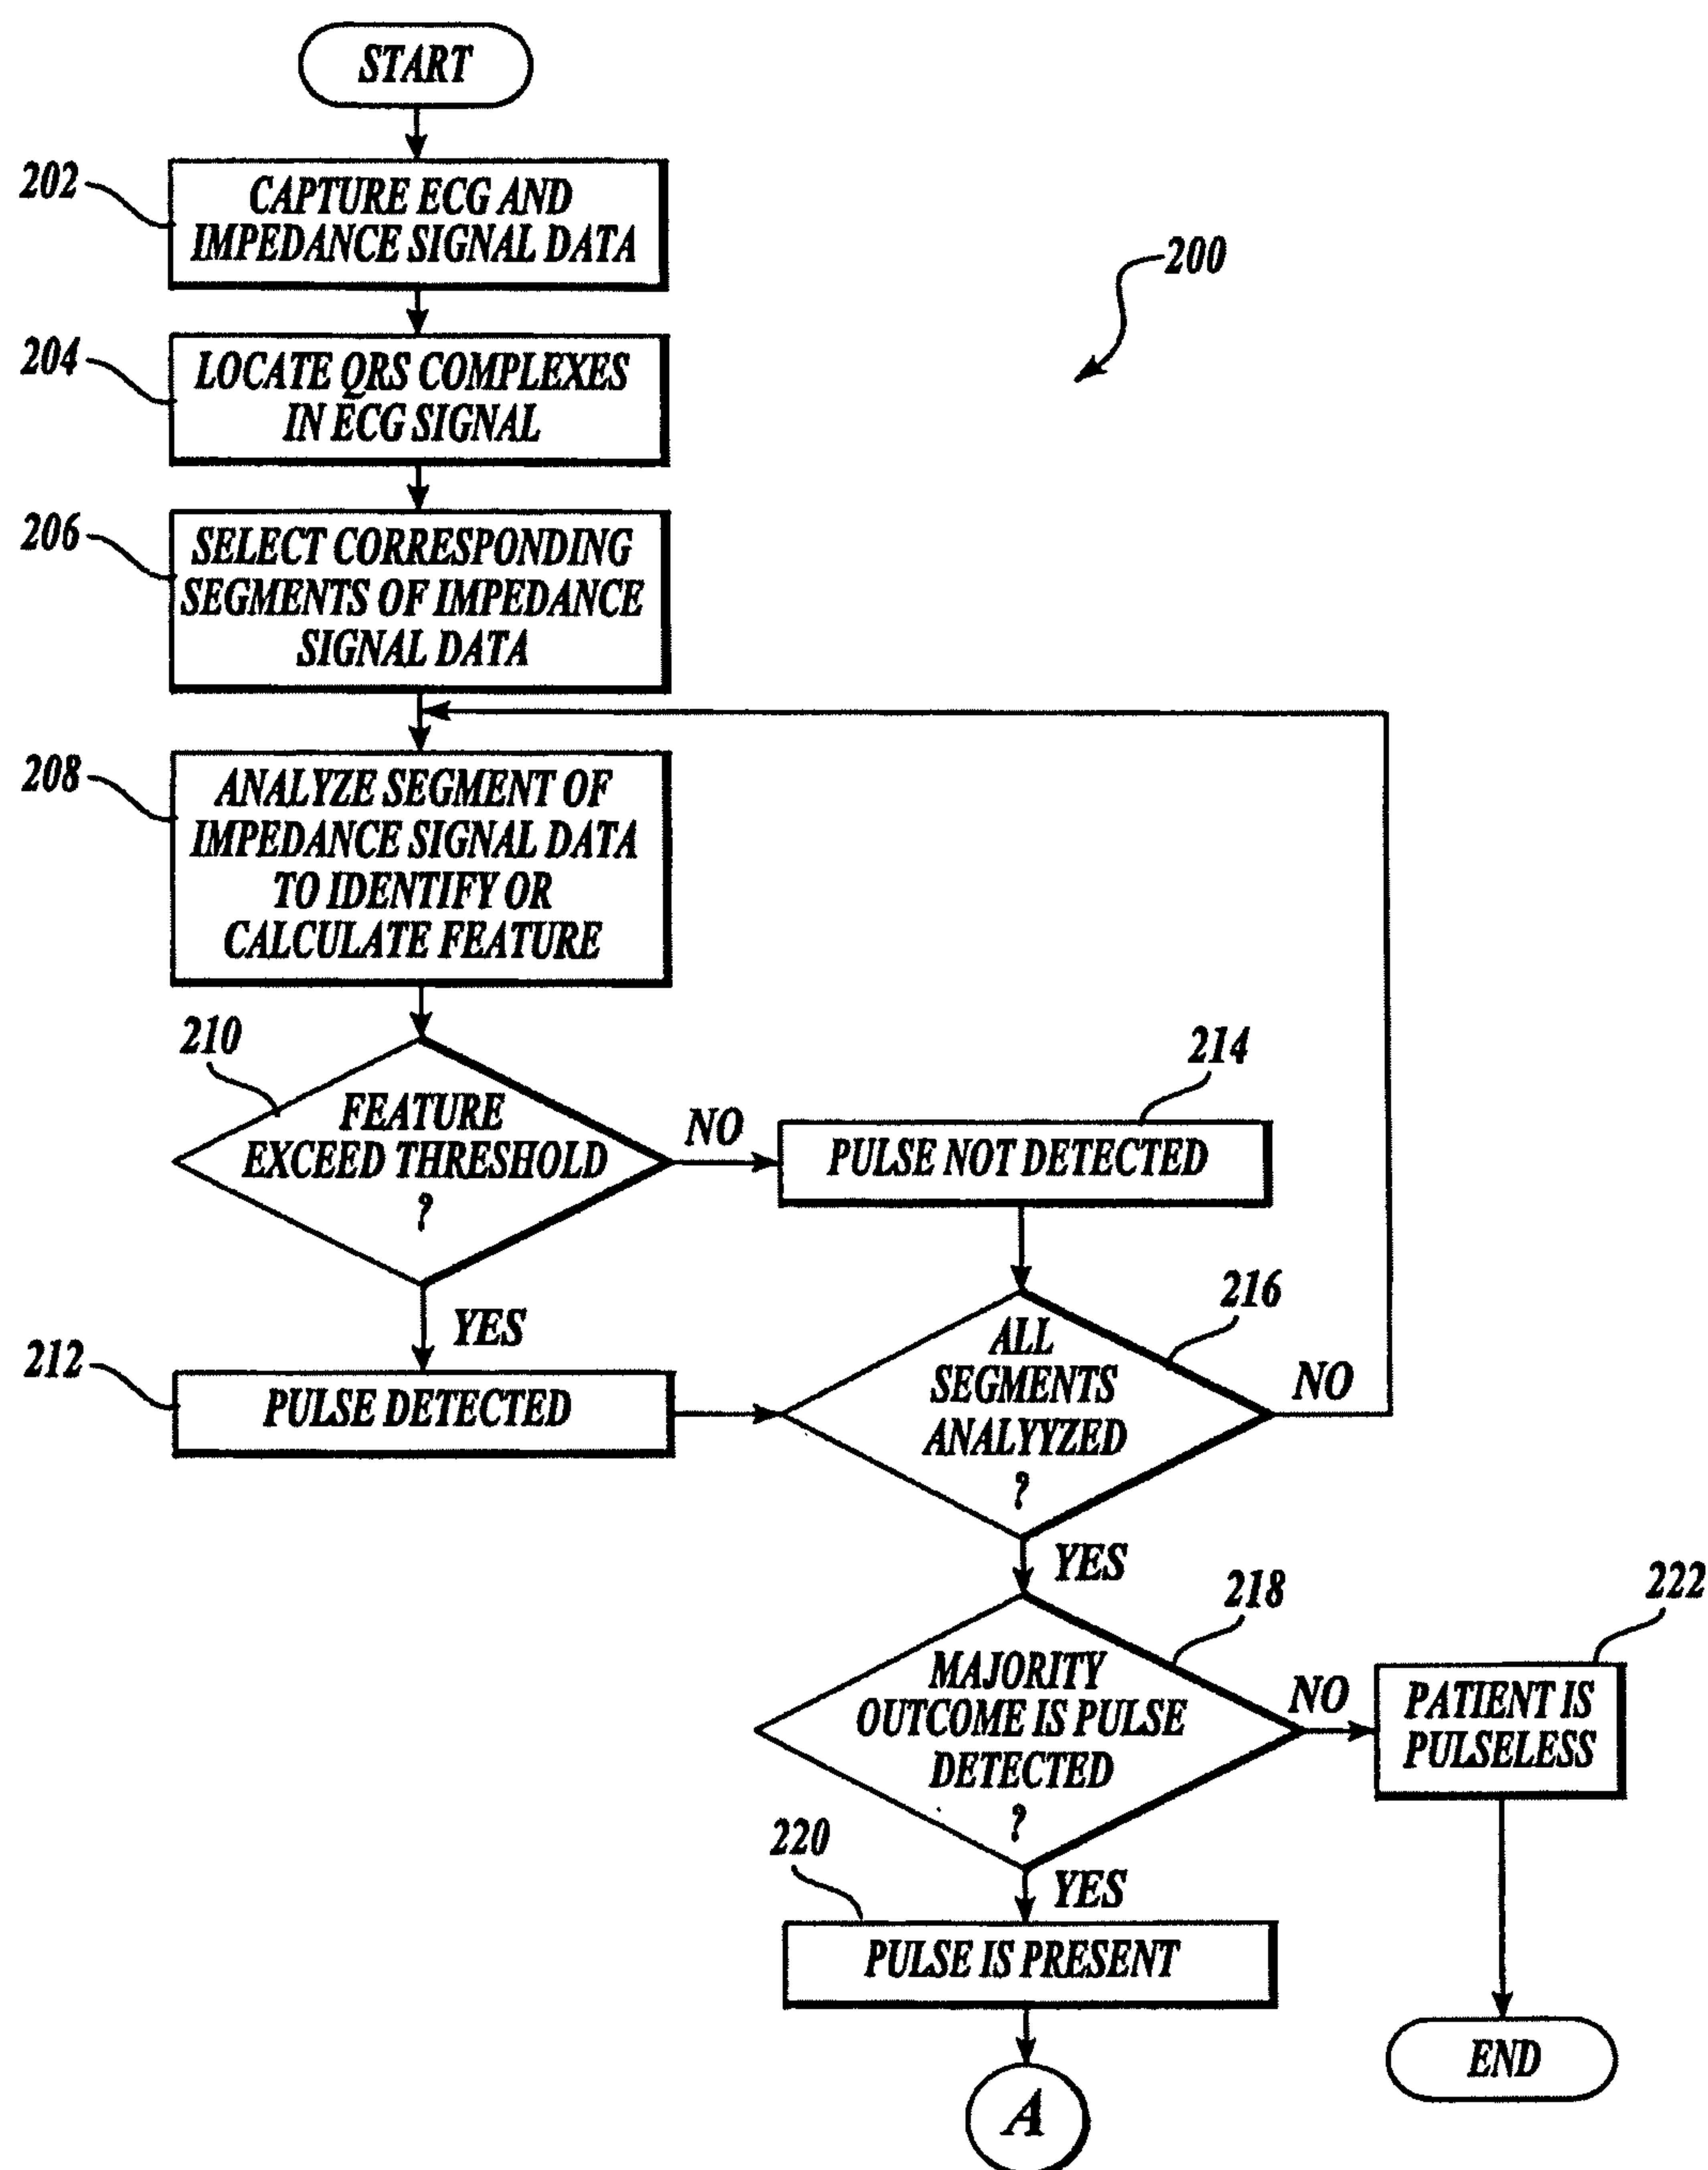 START
202
CAPTURE ECG AND
IMPEDANCE SIGNAL DATA
200
204
LOCATE QRS COMPLEXES
IN ECG SIGNAL
206
SELECT CORRESPONDING
SEGMENTS OF IMPEDANCE
SIGNAL DATA
208
ANALYZE SEGMENT OF
IMPEDANCE SIGNAL DATA
TO IDENTIFY OR
CALCULATE FEATURE
210
FEATURE
EXCEED THRESHOLD
?
NO
214
PULSE NOT DETECTED
YES
212
PULSE DETECTED
216
ALL
SEGMENTS
ANALYYZED
?
NO
YES
218
MAJORITY
OUTCOME IS PULSE
DETECTED
?
NO
222
PATIENT IS
PULSELESS
YES
220
PULSE IS PRESENT
END
A